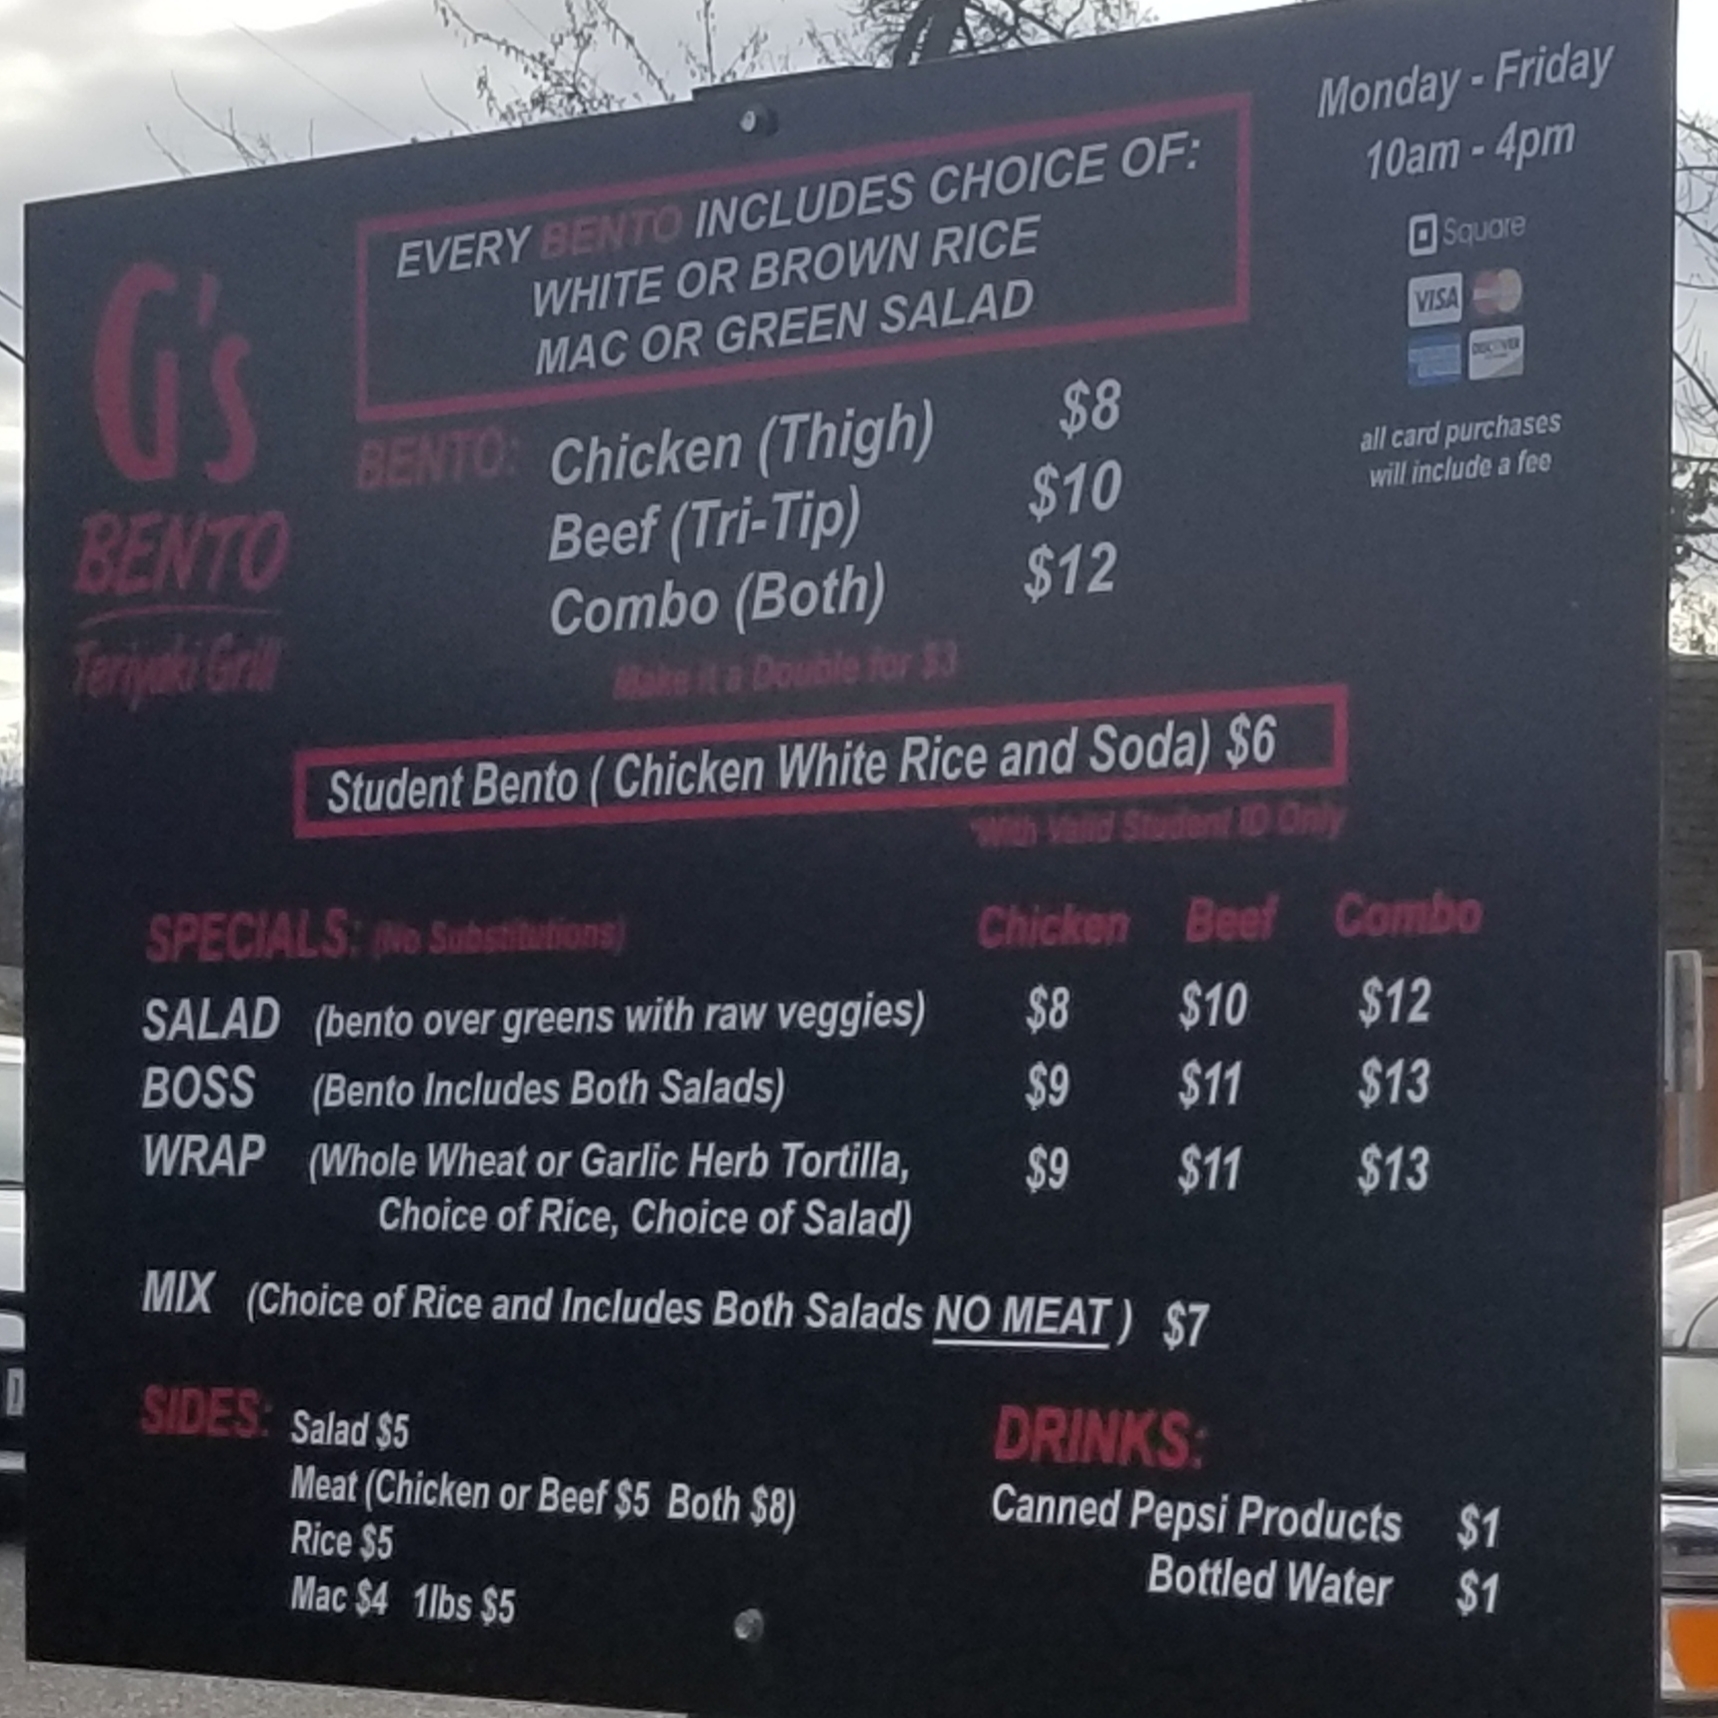 Monday - Friday
10am - 4pm
Square
VISA
DISCOVER
all card purchases
will include a fee
G's
BENTO
Teriyaki Grill
EVERY BENTO INCLUDES CHOICE OF:
WHITE OR BROWN RICE
MAC OR GREEN SALAD
BENTO: Chicken (Thigh) $8
Beef (Tri-Tip) $10
Combo (Both) $12
Make it a Double for $3
Student Bento ( Chicken White Rice and Soda) $6
*With Valid Student ID Only
SPECIALS: (No Substitutions) Chicken Beef Combo
SALAD (bento over greens with raw veggies) $8 $10 $12
BOSS (Bento Includes Both Salads) $9 $11 $13
WRAP (Whole Wheat or Garlic Herb Tortilla, $9 $11 $13
Choice of Rice, Choice of Salad)
MIX (Choice of Rice and Includes Both Salads NO MEAT ) $7
SIDES: Salad $5
Meat (Chicken or Beef $5 Both $8)
Rice $5
Mac $4 1lbs $5
DRINKS:
Canned Pepsi Products $1
Bottled Water $1